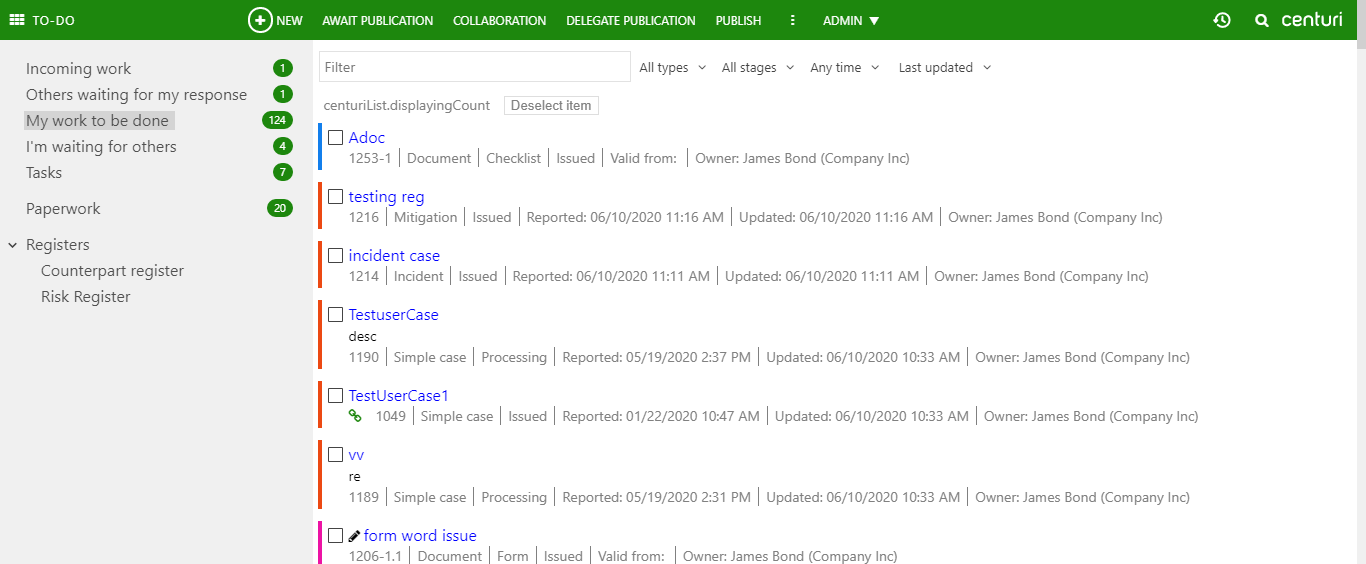 TO-DO NEW AWAIT PUBLICATION COLLABORATION DELEGATE PUBLICATION PUBLISH ADMIN centuri
Incoming work 1
Others waiting for my response 1
My work to be done 124
I'm waiting for others 4
Tasks 7
Paperwork 20
Registers
Counterpart register
Risk Register
Filter All types All stages Any time Last updated
centuriList.displayingCount Deselect item
Adoc
1253-1 Document Checklist Issued Valid from: Owner: James Bond (Company Inc)
testing reg
1216 Mitigation Issued Reported: 06/10/2020 11:16 AM Updated: 06/10/2020 11:16 AM Owner: James Bond (Company Inc)
incident case
1214 Incident Issued Reported: 06/10/2020 11:11 AM Updated: 06/10/2020 11:11 AM Owner: James Bond (Company Inc)
TestuserCase
desc
1190 Simple case Processing Reported: 05/19/2020 2:37 PM Updated: 06/10/2020 10:33 AM Owner: James Bond (Company Inc)
TestUserCase1
1049 Simple case Issued Reported: 01/22/2020 10:47 AM Updated: 06/10/2020 10:33 AM Owner: James Bond (Company Inc)
vv
re
1189 Simple case Processing Reported: 05/19/2020 2:31 PM Updated: 06/10/2020 10:33 AM Owner: James Bond (Company Inc)
form word issue
1206-1.1 Document Form Issued Valid from: Owner: James Bond (Company Inc)